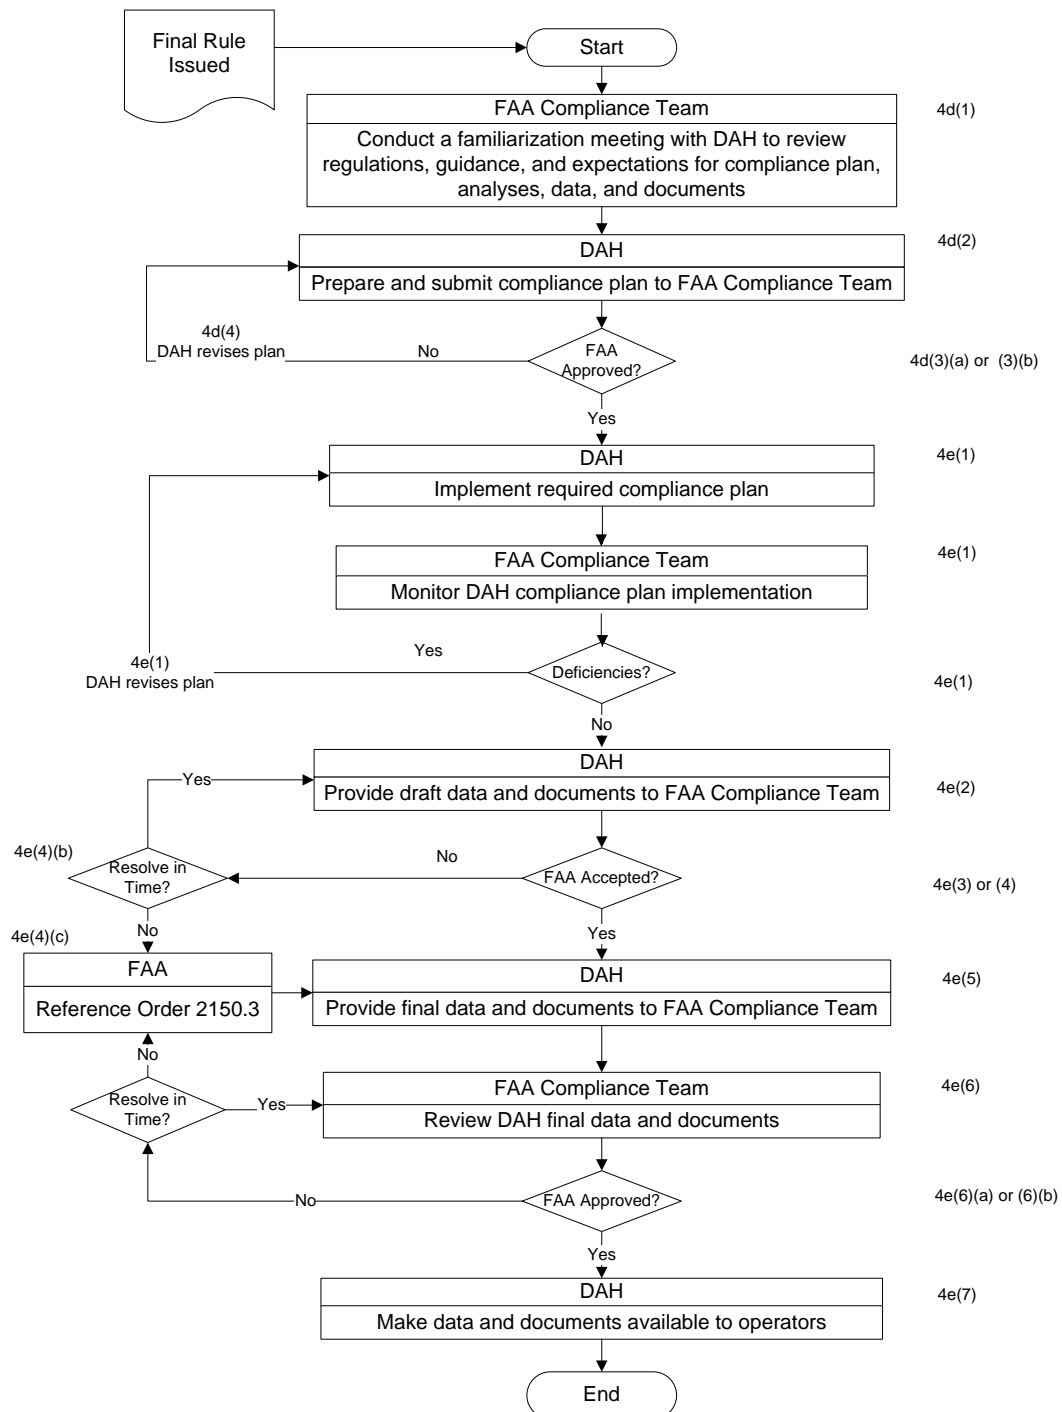 Final Rule
Issued
Start
FAA Compliance Team
4d(1)
Conduct a familiarization meeting with DAH to review
regulations, guidance, and expectations for compliance plan,
analyses, data, and documents
DAH
4d(2)
Prepare and submit compliance plan to FAA Compliance Team
4d(4)
DAH revises plan
No
FAA
Approved?
4d(3)(a) or (3)(b)
Yes
DAH
4e(1)
Implement required compliance plan
FAA Compliance Team
4e(1)
Monitor DAH compliance plan implementation
4e(1)
DAH revises plan
Yes
Deficiencies?
4e(1)
No
DAH
Provide draft data and documents to FAA Compliance Team
4e(2)
Yes
4e(4)(b)
Resolve in
Time?
No
FAA Accepted?
4e(3) or (4)
No
Yes
4e(4)(c)
FAA
Reference Order 2150.3
DAH
4e(5)
Provide final data and documents to FAA Compliance Team
No
Resolve in
Time?
Yes
FAA Compliance Team
4e(6)
Review DAH final data and documents
No
FAA Approved?
4e(6)(a) or (6)(b)
Yes
DAH
4e(7)
Make data and documents available to operators
End